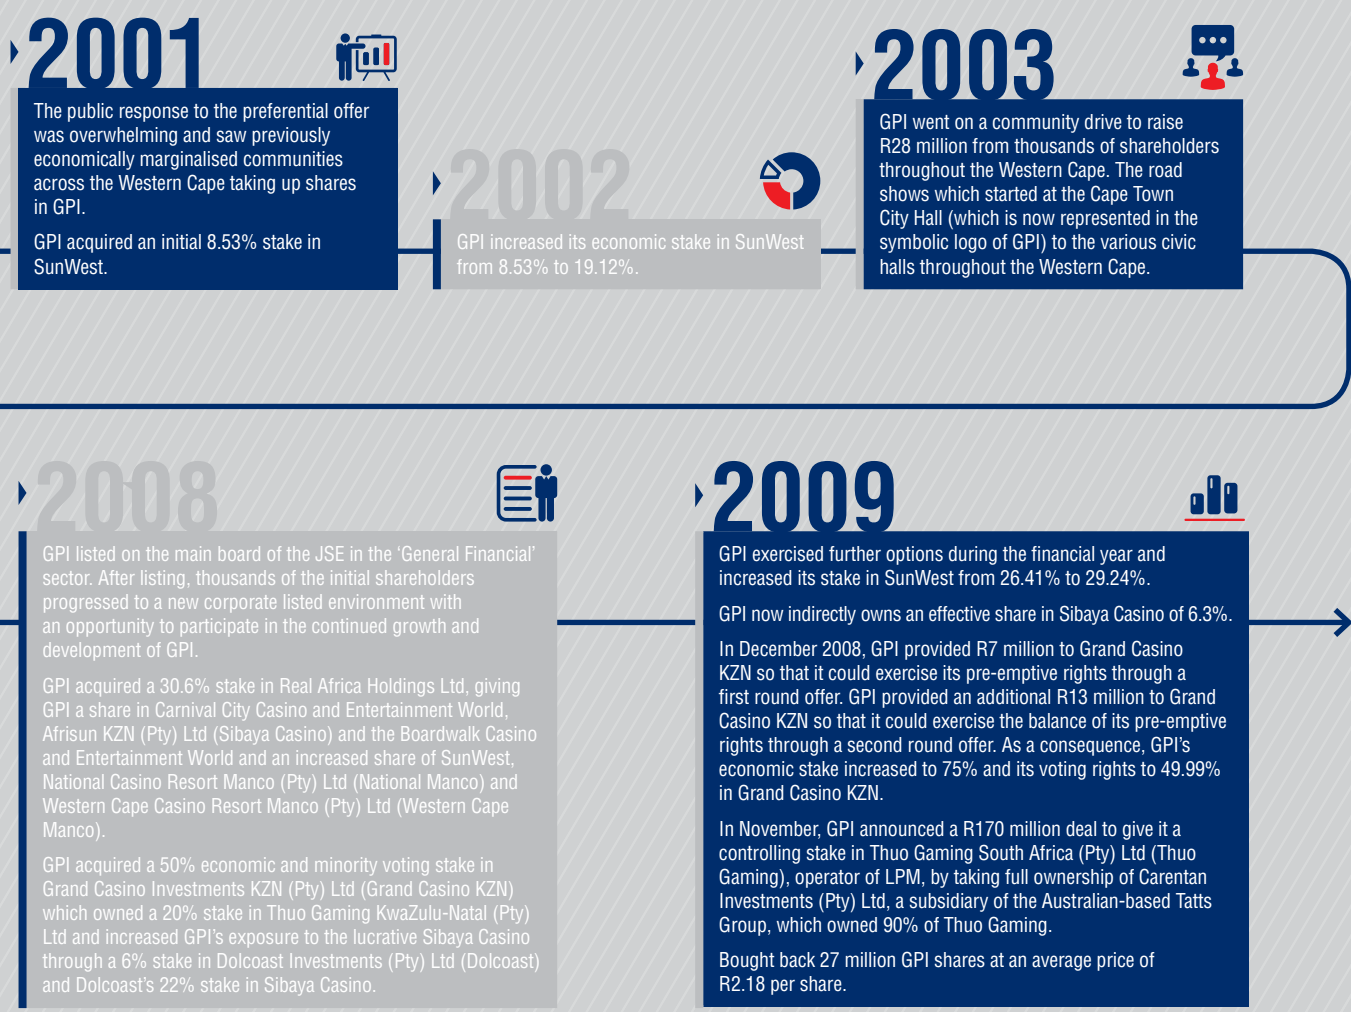 2001
The public response to the preferential offer
was overwhelming and saw previously
economically marginalised communities
across the Western Cape taking up shares
in GPI.
GPI acquired an initial 8.53% stake in
SunWest.
2002
GPI increased its economic stake in SunWest
from 8.53% to 19.12%.
2003
GPI went on a community drive to raise
R28 million from thousands of shareholders
throughout the Western Cape. The road
shows which started at the Cape Town
City Hall (which is now represented in the
symbolic logo of GPI) to the various civic
halls throughout the Western Cape.
2008
GPI listed on the main board of the JSE in the ‘General Financial’
sector. After listing, thousands of the initial shareholders
progressed to a new corporate listed environment with
an opportunity to participate in the continued growth and
development of GPI.
GPI acquired a 30.6% stake in Real Africa Holdings Ltd, giving
GPI a share in Carnival City Casino and Entertainment World,
Afrisun KZN (Pty) Ltd (Sibaya Casino) and the Boardwalk Casino
and Entertainment World and an increased share of SunWest,
National Casino Resort Manco (Pty) Ltd (National Manco) and
Western Cape Casino Resort Manco (Pty) Ltd (Western Cape
Manco).
GPI acquired a 50% economic and minority voting stake in
Grand Casino Investments KZN (Pty) Ltd (Grand Casino KZN)
which owned a 20% stake in Thuo Gaming KwaZulu-Natal (Pty)
Ltd and increased GPI’s exposure to the lucrative Sibaya Casino
through a 6% stake in Dolcoast Investments (Pty) Ltd (Dolcoast)
and Dolcoast’s 22% stake in Sibaya Casino.
2009
GPI exercised further options during the financial year and
increased its stake in SunWest from 26.41% to 29.24%.
GPI now indirectly owns an effective share in Sibaya Casino of 6.3%.
In December 2008, GPI provided R7 million to Grand Casino
KZN so that it could exercise its pre-emptive rights through a
first round offer. GPI provided an additional R13 million to Grand
Casino KZN so that it could exercise the balance of its pre-emptive
rights through a second round offer. As a consequence, GPI’s
economic stake increased to 75% and its voting rights to 49.99%
in Grand Casino KZN.
In November, GPI announced a R170 million deal to give it a
controlling stake in Thuo Gaming South Africa (Pty) Ltd (Thuo
Gaming), operator of LPM, by taking full ownership of Carentan
Investments (Pty) Ltd, a subsidiary of the Australian-based Tatts
Group, which owned 90% of Thuo Gaming.
Bought back 27 million GPI shares at an average price of
R2.18 per share.